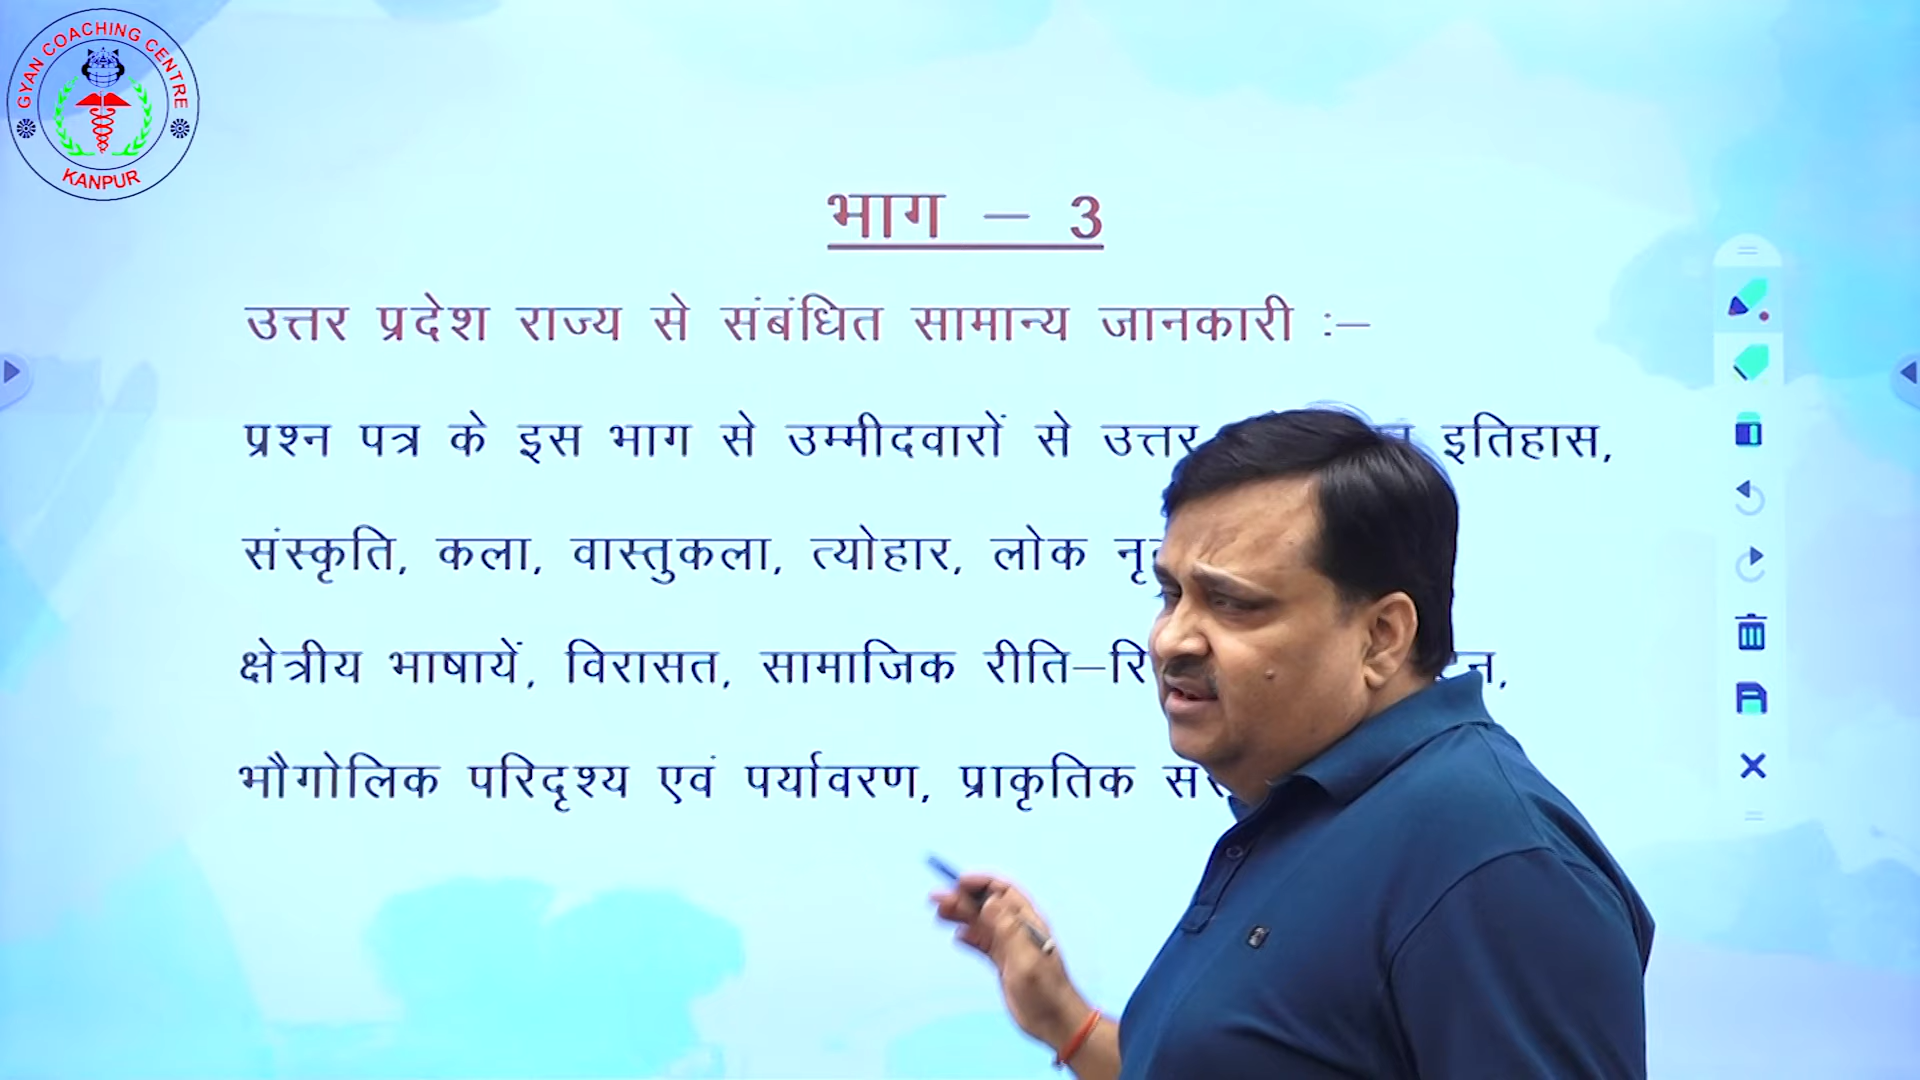 GYAN COACHING CENTRE
KANPUR
भाग – 3
उत्तर प्रदेश राज्य से संबंधित सामान्य जानकारी :–
प्रश्न पत्र के इस भाग से उम्मीदवारों से उत्तर इतिहास,
संस्कृति, कला, वास्तुकला, त्योहार, लोक
क्षेत्रीय भाषायें, विरासत, सामाजिक
भौगोलिक परिदृश्य एवं पर्यावरण, प्राकृतिक